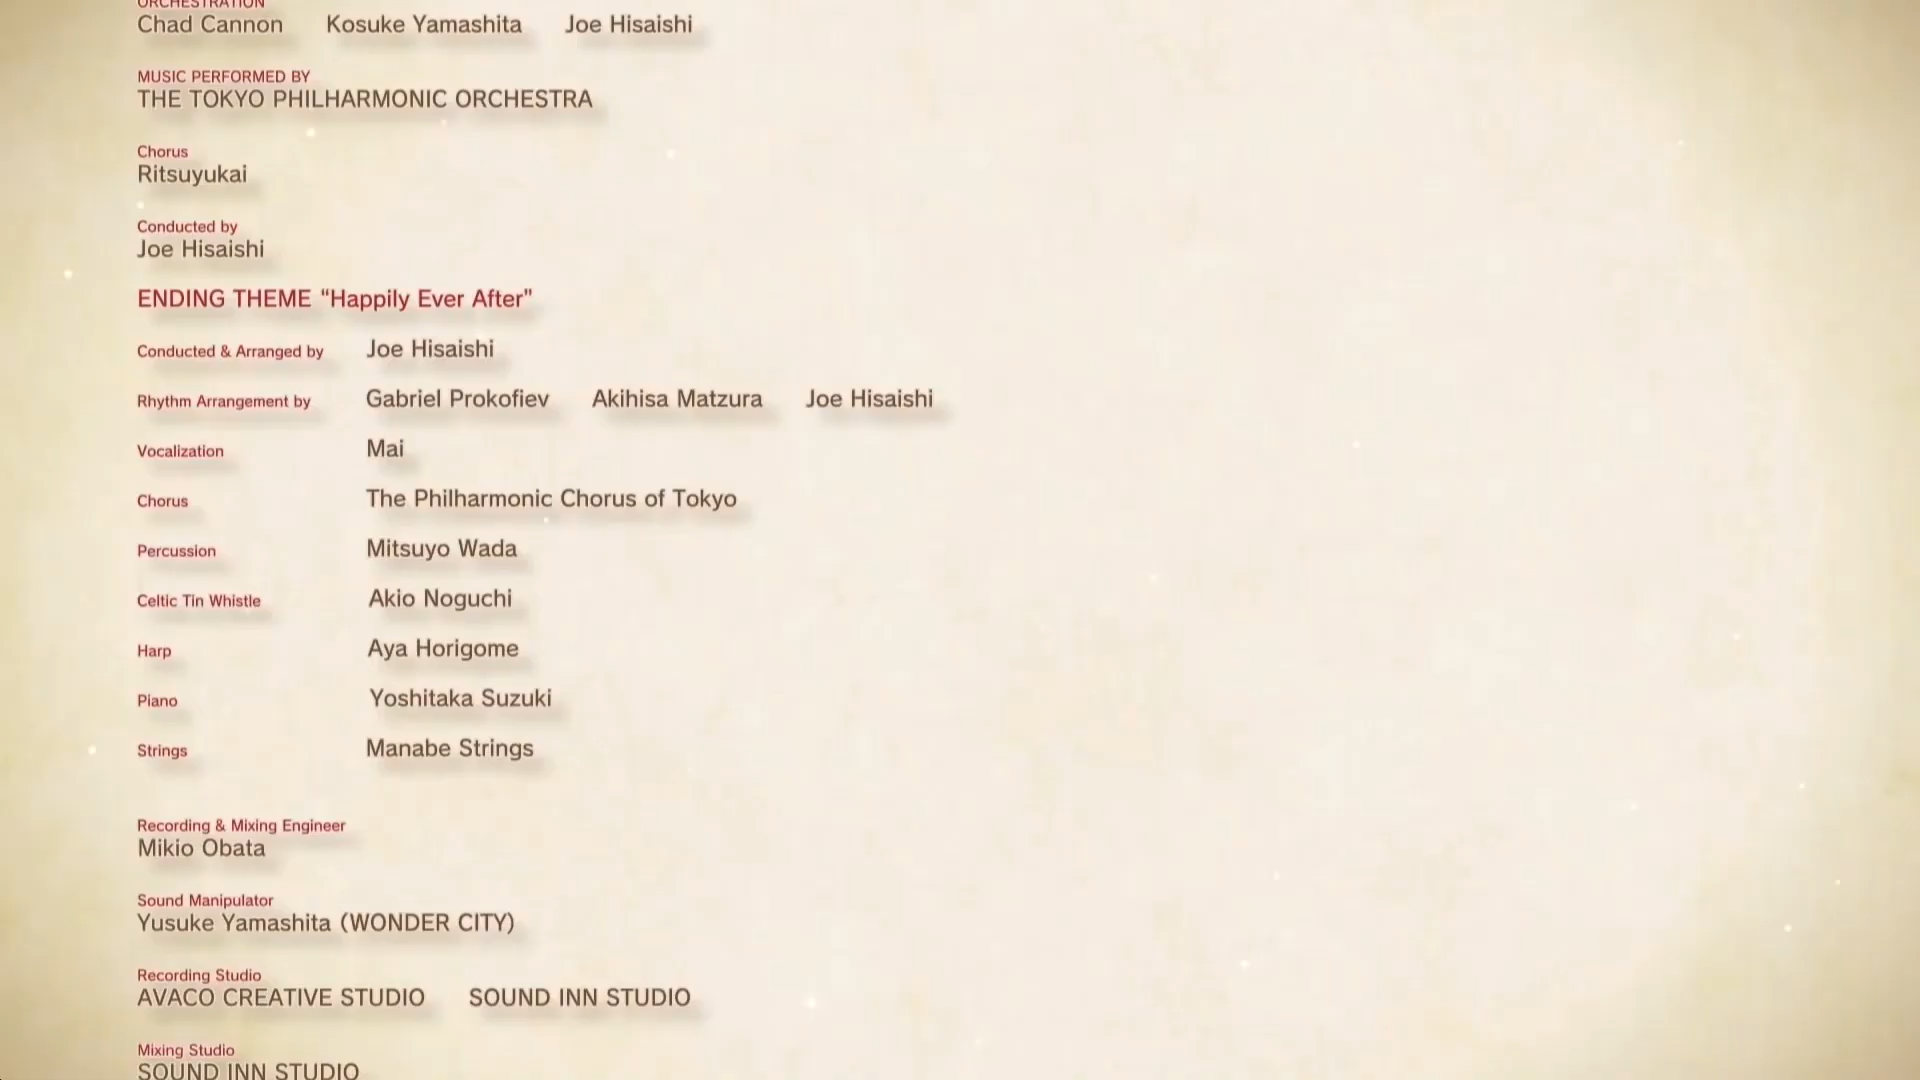 ORCHESTRATION
Chad Cannon Kosuke Yamashita Joe Hisaishi
MUSIC PERFORMED BY
THE TOKYO PHILHARMONIC ORCHESTRA
Chorus
Ritsuyukai
Conducted by
Joe Hisaishi
ENDING THEME “Happily Ever After”
Conducted & Arranged by Joe Hisaishi
Rhythm Arrangement by Gabriel Prokofiev Akihisa Matzura Joe Hisaishi
Vocalization Mai
Chorus The Philharmonic Chorus of Tokyo
Percussion Mitsuyo Wada
Celtic Tin Whistle Akio Noguchi
Harp Aya Horigome
Piano Yoshitaka Suzuki
Strings Manabe Strings
Recording & Mixing Engineer
Mikio Obata
Sound Manipulator
Yusuke Yamashita (WONDER CITY)
Recording Studio
AVACO CREATIVE STUDIO SOUND INN STUDIO
Mixing Studio
SOUND INN STUDIO